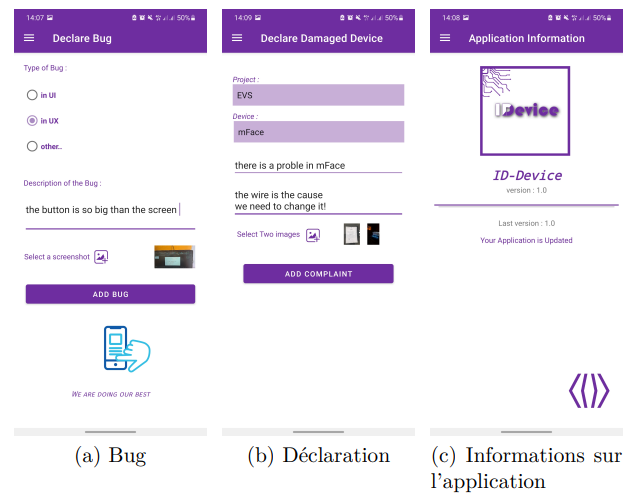 14:07
50%
Declare Bug
Type of Bug :
in UI
in UX
other..
Description of the Bug :
the button is so big than the screen
Select a screenshot
ADD BUG
WE ARE DOING OUR BEST
(a) Bug
14:09
50%
Declare Damaged Device
Project :
EVS
Device :
mFace
there is a proble in mFace
the wire is the cause
we need to change it!
Select Two images
ADD COMPLAINT
(b) Déclaration
14:08
50%
Application Information
IDevice
ID-Device
version : 1.0
Last version : 1.0
Your Application is Updated
(c) Informations sur
l'application